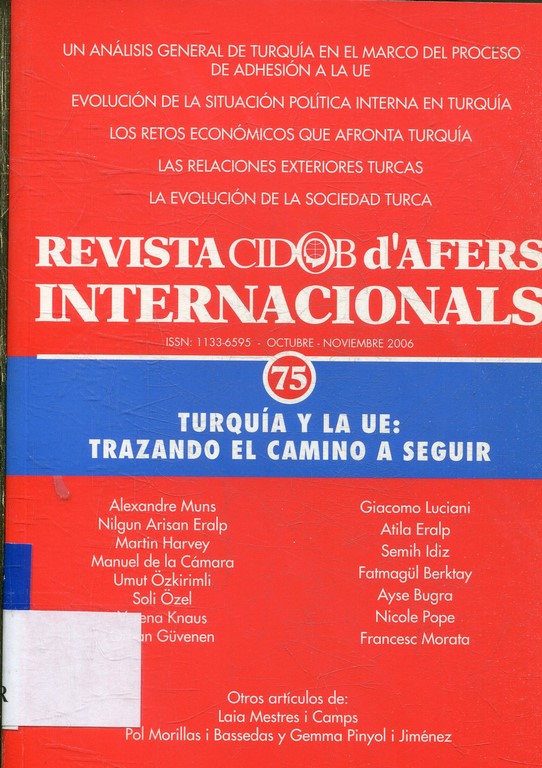 UN ANÁLISIS GENERAL DE TURQUÍA EN EL MARCO DEL PROCESO
DE ADHESIÓN A LA UE
EVOLUCIÓN DE LA SITUACIÓN POLÍTICA INTERNA EN TURQUÍA
LOS RETOS ECONÓMICOS QUE AFRONTA TURQUÍA
LAS RELACIONES EXTERIORES TURCAS
LA EVOLUCIÓN DE LA SOCIEDAD TURCA
REVISTA CIDOB d'AFERS
INTERNACIONALS
ISSN: 1133-6595 - OCTUBRE - NOVIEMBRE 2006
75
TURQUÍA Y LA UE:
TRAZANDO EL CAMINO A SEGUIR
Alexandre Muns
Nilgun Arisan Eralp
Martin Harvey
Manuel de la Cámara
Umut Özkirimli
Soli Özel
Knaus
Güvenen
Giacomo Luciani
Atila Eralp
Semih Idiz
Fatmagül Berktay
Ayse Bugra
Nicole Pope
Francesc Morata
R
Otros artículos de:
Laia Mestres i Camps
Pol Morillas i Bassedas y Gemma Pinyol i Jiménez